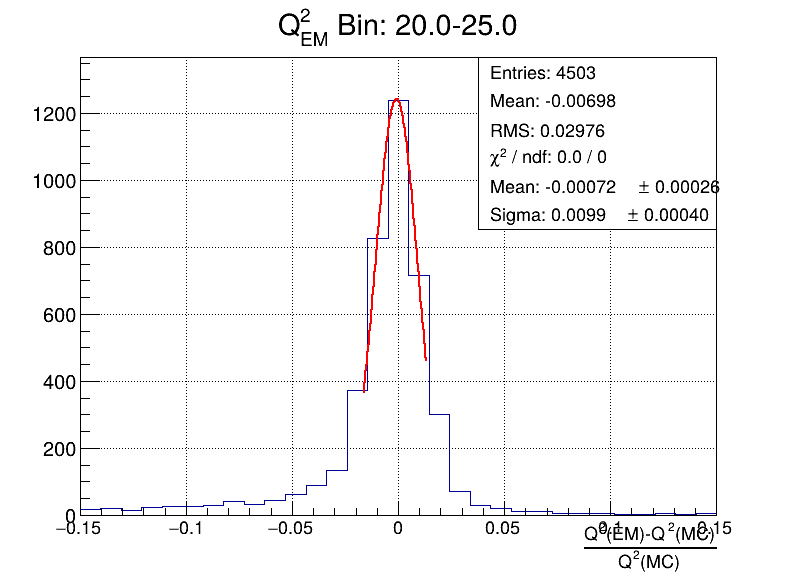 Q²EM Bin: 20.0-25.0
Entries: 4503
Mean: -0.00698
RMS: 0.02976
χ² / ndf: 0.0 / 0
Mean: -0.00072 ± 0.00026
Sigma: 0.0099 ± 0.00040
1200
1000
800
600
400
200
0
−0.15 −0.1 −0.05 0 0.05 0.1 0.15
Q²(EM)-Q²(MC)
Q²(MC)